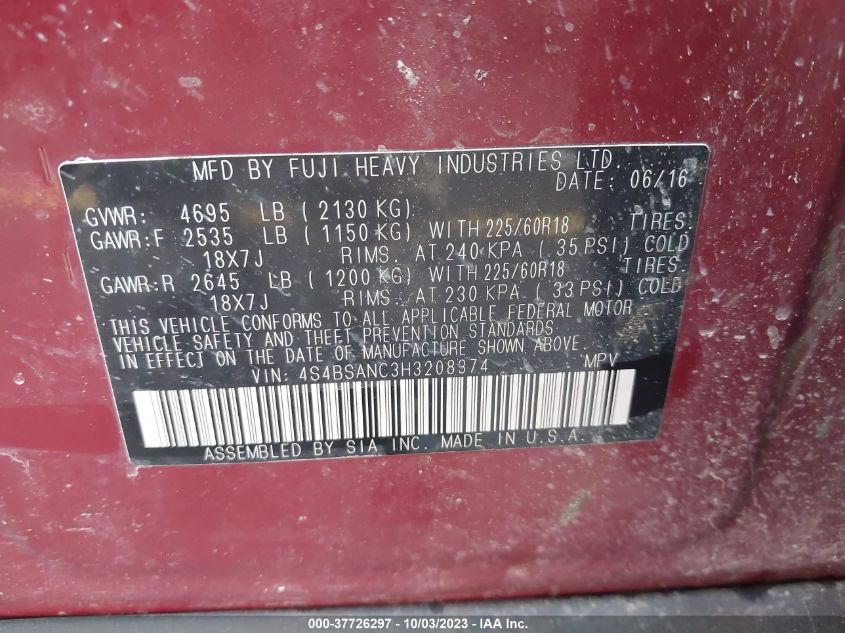 MFD BY FUJI HEAVY INDUSTRIES LTD.
DATE: 06/16
GVWR: 4695 LB ( 2130 KG)
GAWR:F 2535 LB ( 1150 KG) WITH 225/60R18 TIRES
18X7J RIMS. AT 240 KPA ( 35 PSI) COLD
GAWR:R 2645 LB ( 1200 KG) WITH 225/60R18 TIRES
18X7J RIMS. AT 230 KPA ( 33 PSI) COLD
THIS VEHICLE CONFORMS TO ALL APPLICABLE FEDERAL MOTOR
VEHICLE SAFETY AND THEFT PREVENTION STANDARDS
IN EFFECT ON THE DATE OF MANUFACTURE SHOWN ABOVE.
VIN: 4S4BSANC3H3208374 MPV
ASSEMBLED BY SIA INC. MADE IN U.S.A.
000-37726297 - 10/03/2023 - IAA Inc.